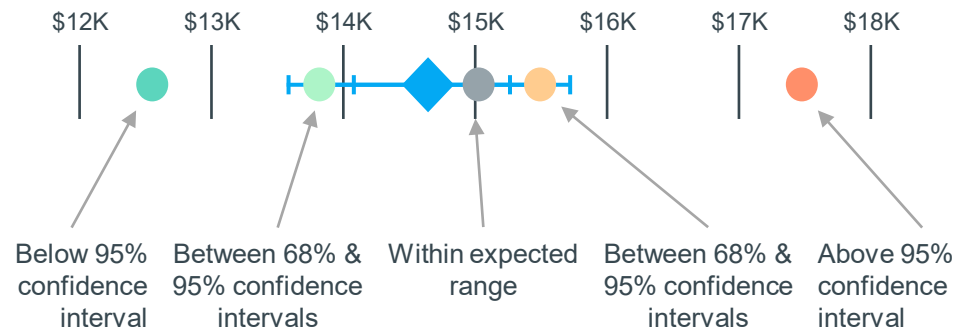 $12K $13K $14K $15K $16K $17K $18K
Below 95%
confidence
interval
Between 68% &
95% confidence
intervals
Within expected
range
Between 68% &
95% confidence
intervals
Above 95%
confidence
interval